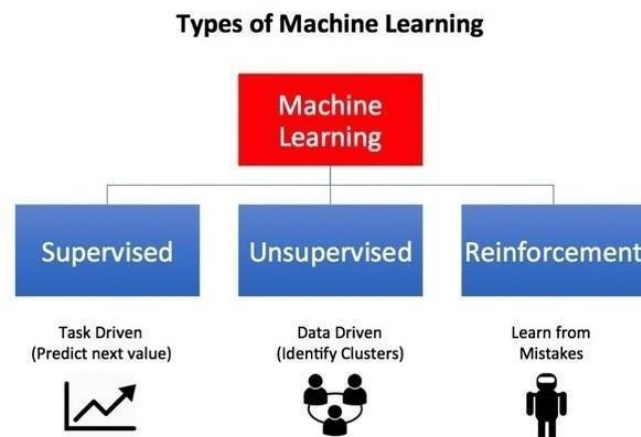 Types of Machine Learning
Machine
Learning
Supervised
Unsupervised
Reinforcement
Task Driven
(Predict next value)
Data Driven
(Identify Clusters)
Learn from
Mistakes